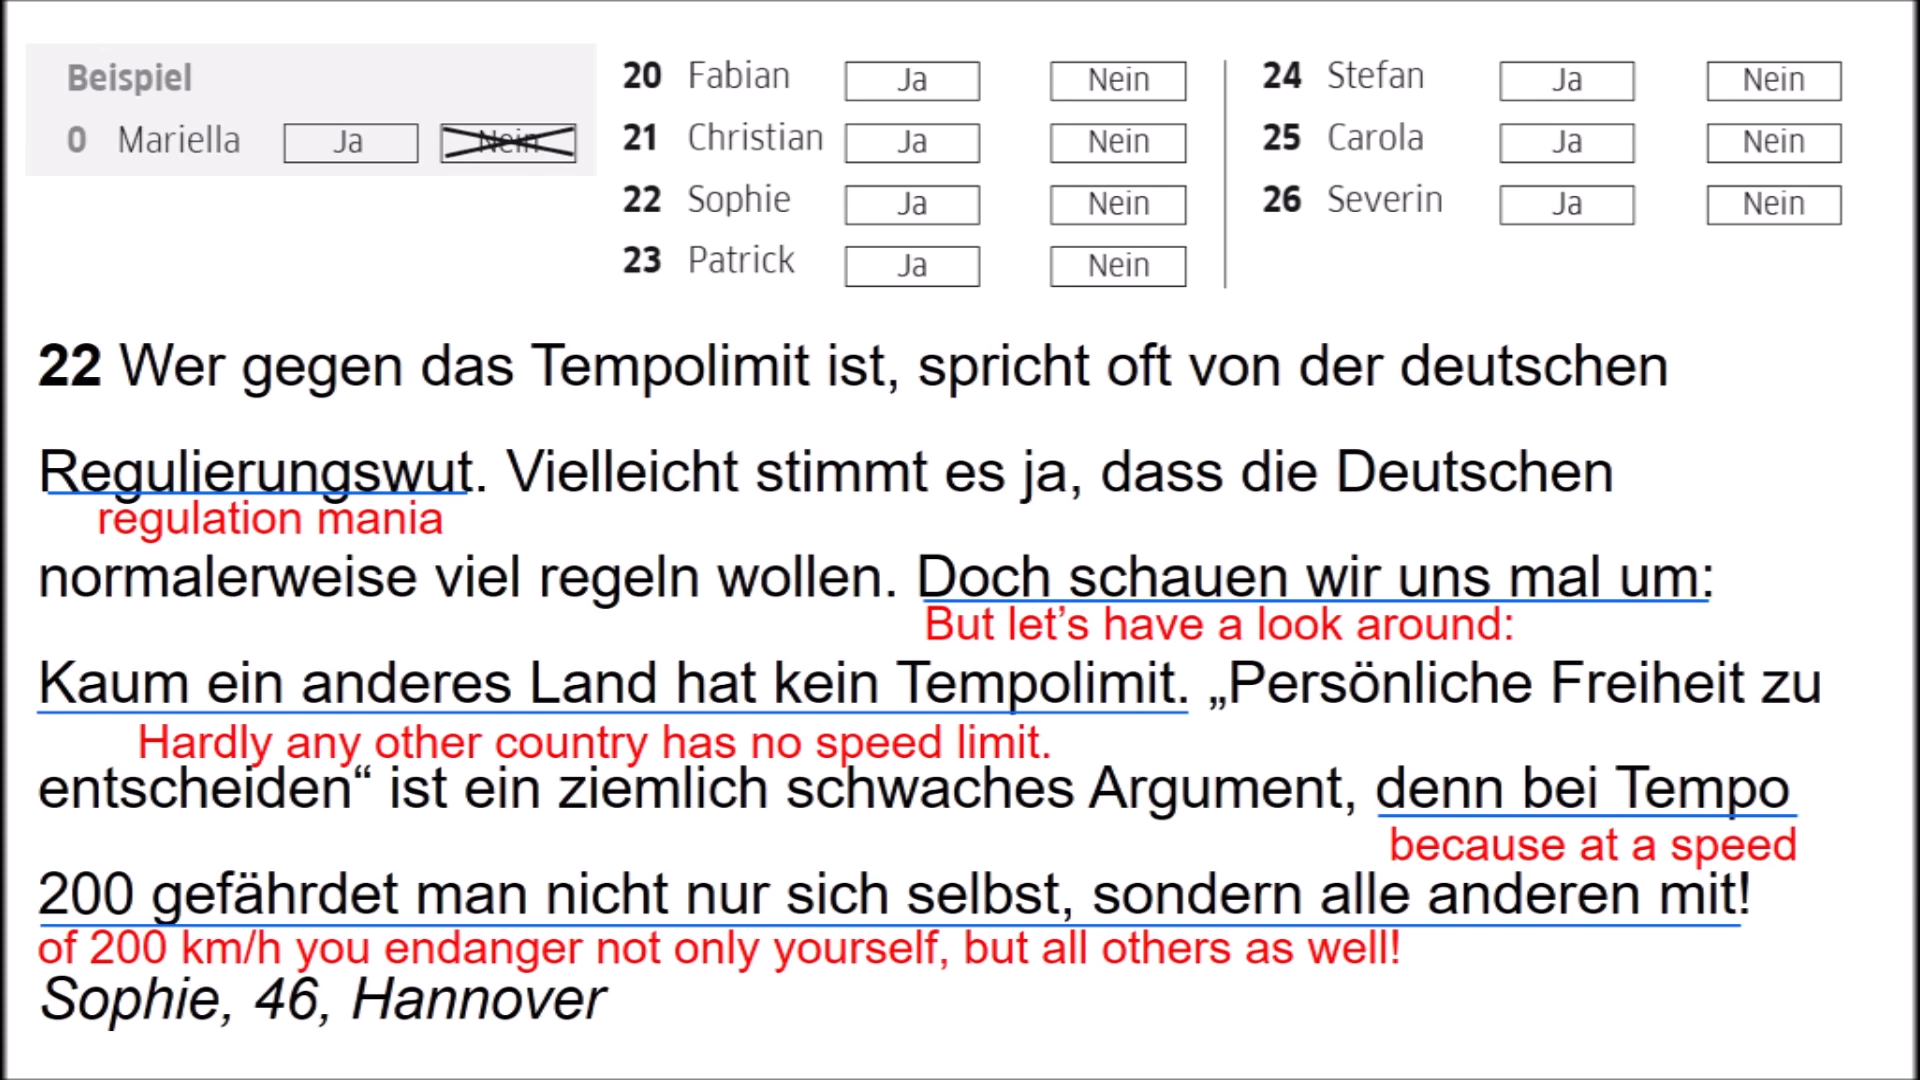 Beispiel
0 Mariella Ja Nein
20 Fabian Ja Nein
21 Christian Ja Nein
22 Sophie Ja Nein
23 Patrick Ja Nein
24 Stefan Ja Nein
25 Carola Ja Nein
26 Severin Ja Nein
22 Wer gegen das Tempolimit ist, spricht oft von der deutschen
Regulierungswut. Vielleicht stimmt es ja, dass die Deutschen
regulation mania
normalerweise viel regeln wollen. Doch schauen wir uns mal um:
But let’s have a look around:
Kaum ein anderes Land hat kein Tempolimit. „Persönliche Freiheit zu
Hardly any other country has no speed limit.
entscheiden“ ist ein ziemlich schwaches Argument, denn bei Tempo
because at a speed
200 gefährdet man nicht nur sich selbst, sondern alle anderen mit!
of 200 km/h you endanger not only yourself, but all others as well!
Sophie, 46, Hannover